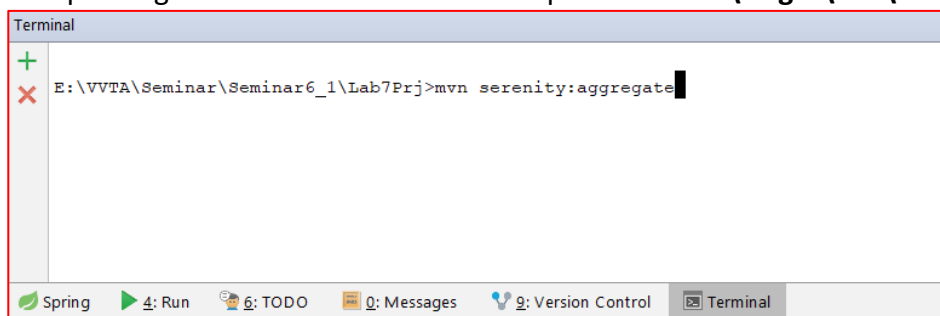 Terminal
E:\VVTA\Seminar\Seminar6_1\Lab7Prj>mvn serenity:aggregate
Spring 4: Run 6: TODO 0: Messages 9: Version Control Terminal